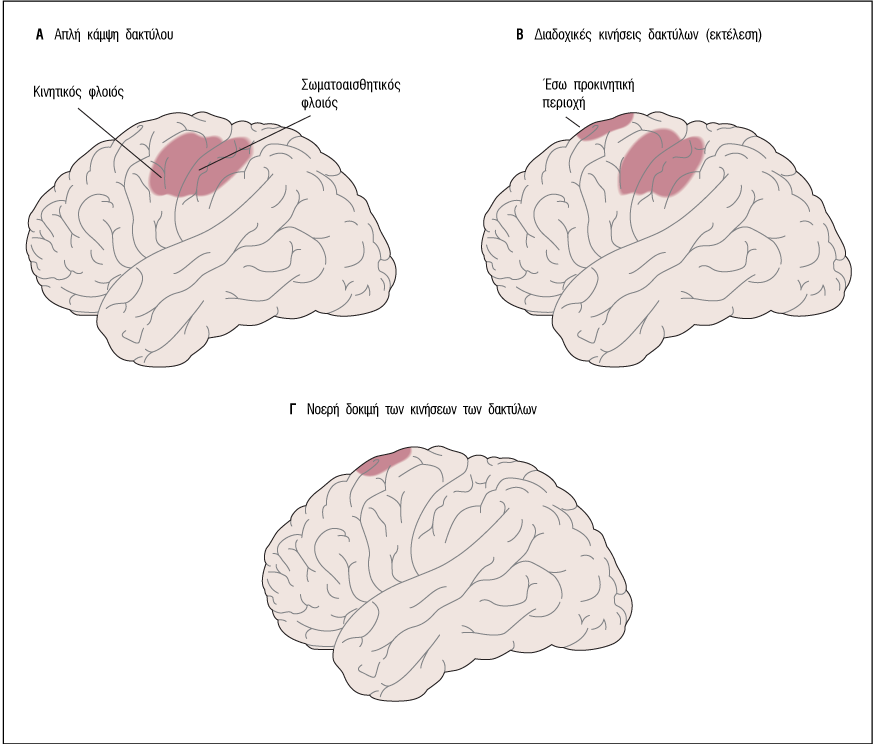 Α Απλή κάμψη δακτύλου
Β Διαδοχικές κινήσεις δακτύλων (εκτέλεση)
Κινητικός φλοιός
Σωματοαισθητικός
φλοιός
Έσω προκινητική
περιοχή
Γ Νοερή δοκιμή των κινήσεων των δακτύλων